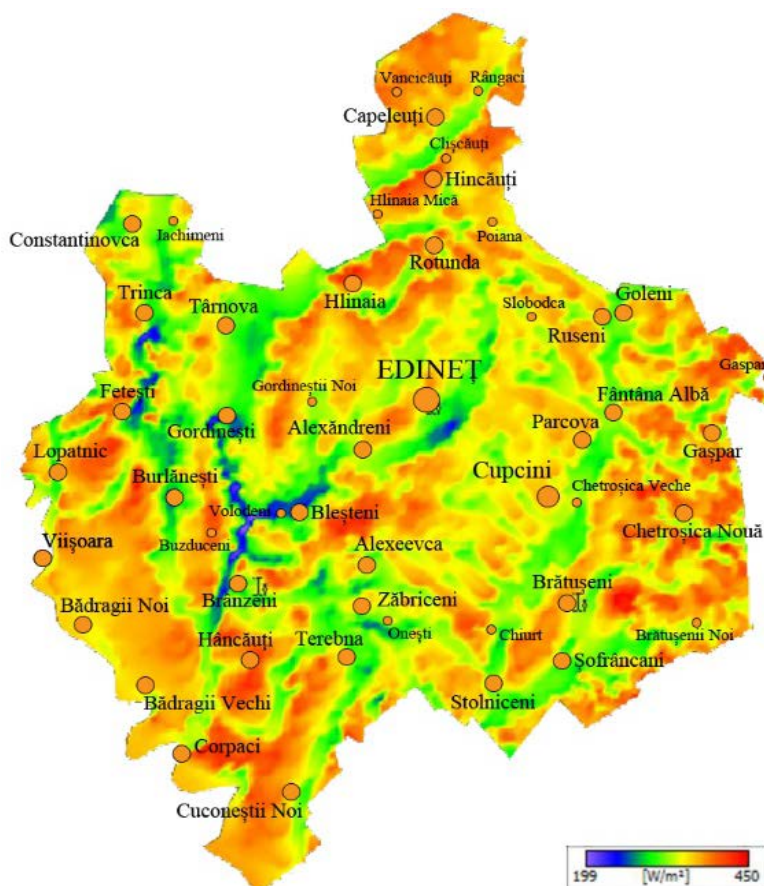 Vancicăuți
Rângaci
Capeleuți
Chișcăuți
Hincăuți
Hlinaia Mică
Constantinovca
Iachimeni
Poiana
Rotunda
Trinca
Târnova
Hlinaia
Slobodca
Goleni
Ruseni
Gaspar
EDINEȚ
Fetești
Gordineștii Noi
Fântâna Albă
Gordinești
Alexăndreni
Parcova
Gașpar
Lopatnic
Burlănești
Cupcini
Chetroșica Veche
Volodeni
Bleșteni
Chetroșica Nouă
Viișoara
Buzduceni
Alexeevca
Brânzeni
Brătușeni
Bădragii Noi
Zăbriceni
Onești
Hâncăuți
Terebna
Chiurt
Brătușenii Noi
Șofrâncani
Bădragii Vechi
Stolniceni
Corpaci
Cuconeștii Noi
199 [W/m²] 450